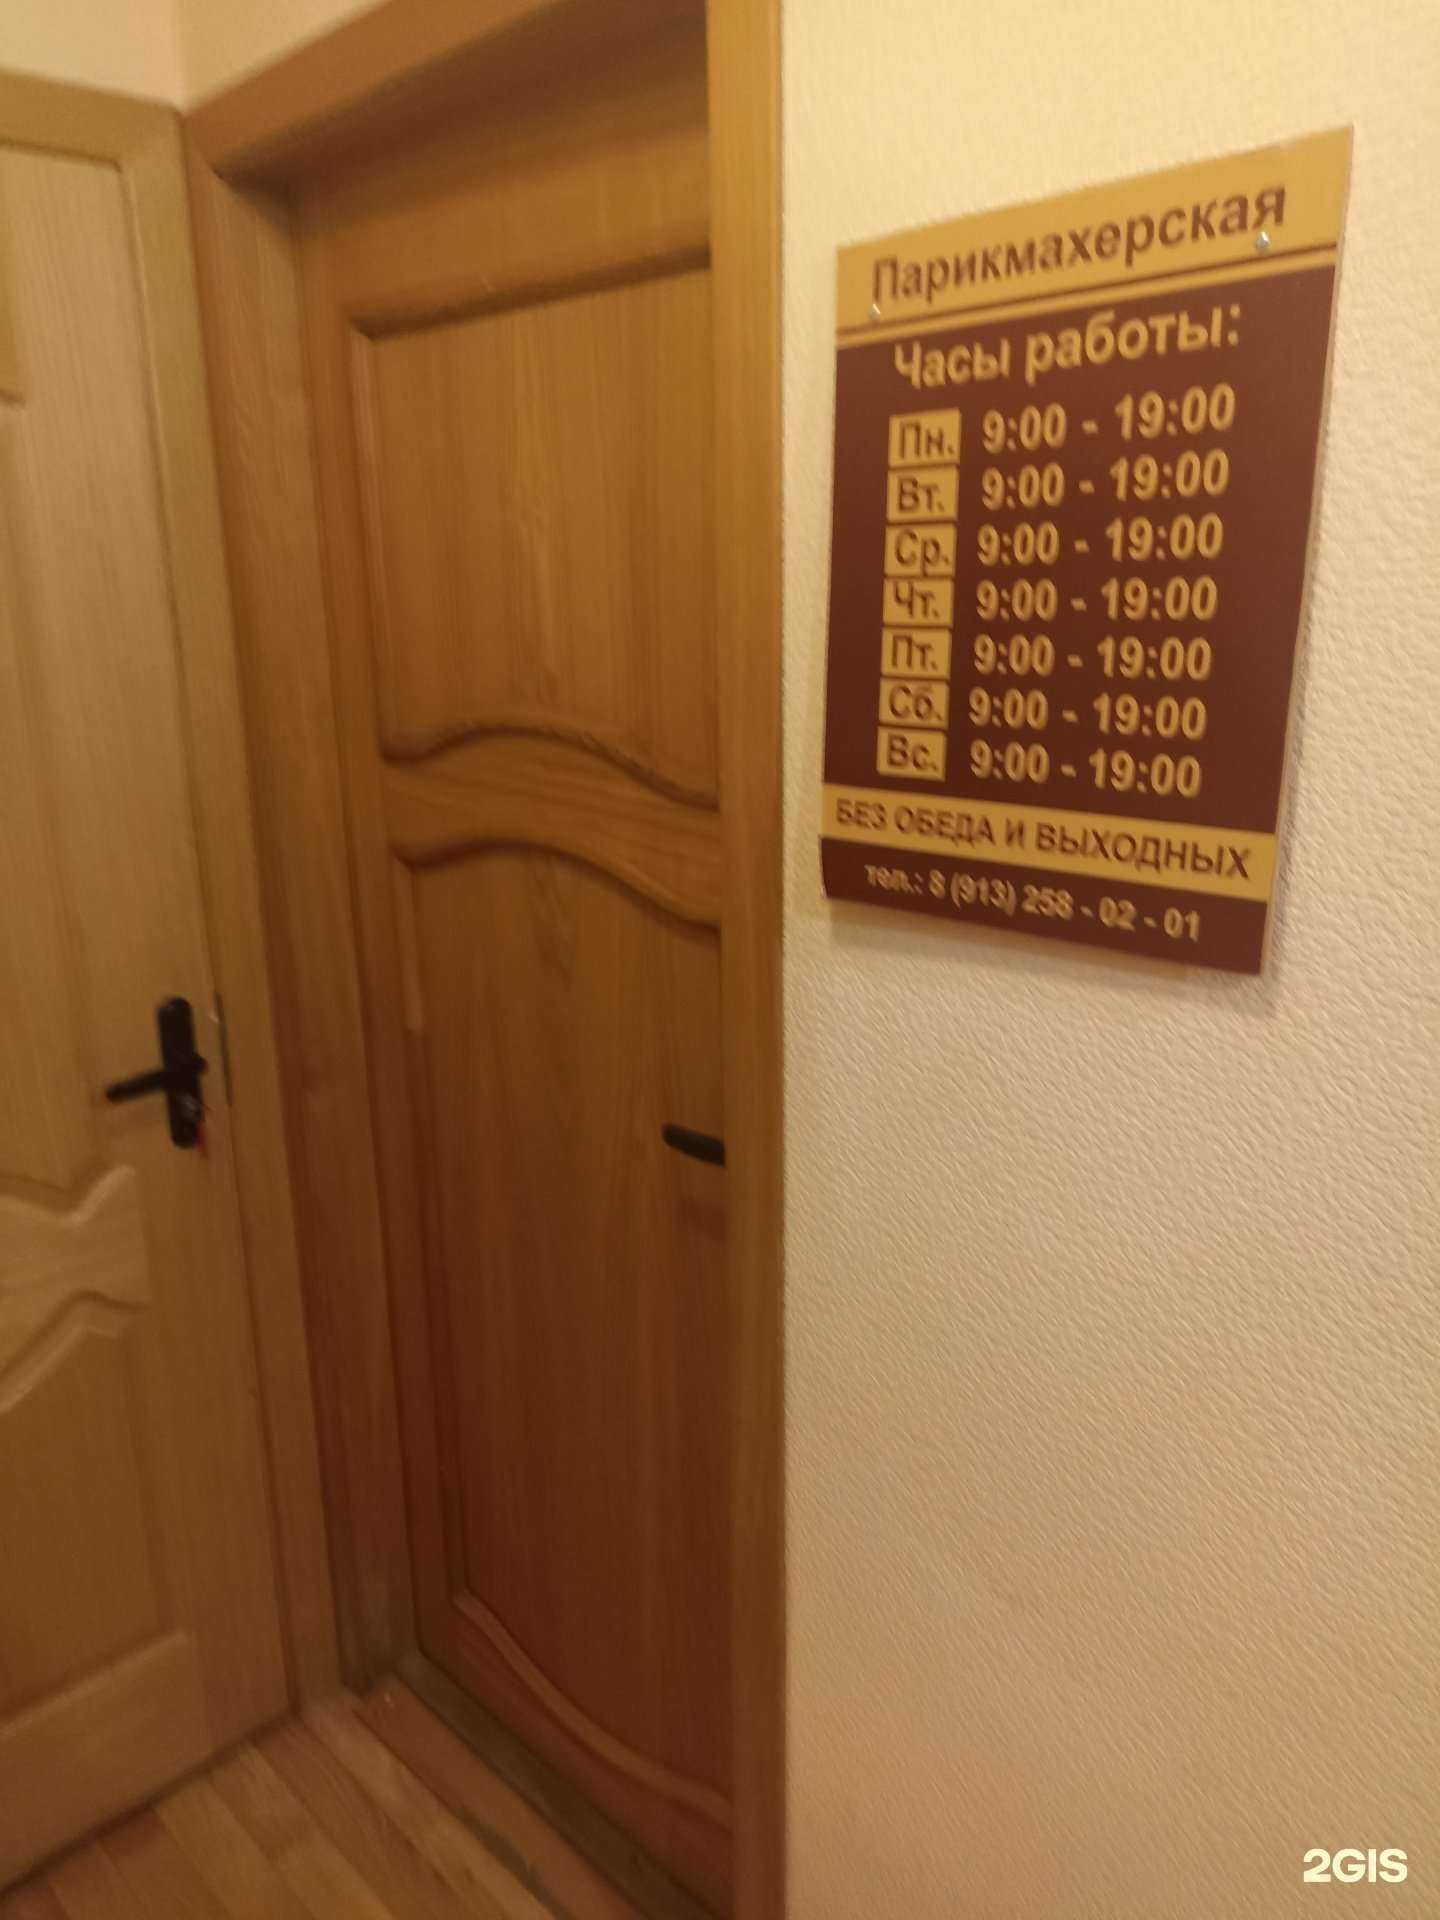 Парикмахерская
Часы работы:
Пн. 9:00 - 19:00
Вт. 9:00 - 19:00
Ср. 9:00 - 19:00
Чт. 9:00 - 19:00
Пт. 9:00 - 19:00
Сб. 9:00 - 19:00
Вс. 9:00 - 19:00
БЕЗ ОБЕДА И ВЫХОДНЫХ
тел.: 8 (913) 258 - 02 - 01
2GIS